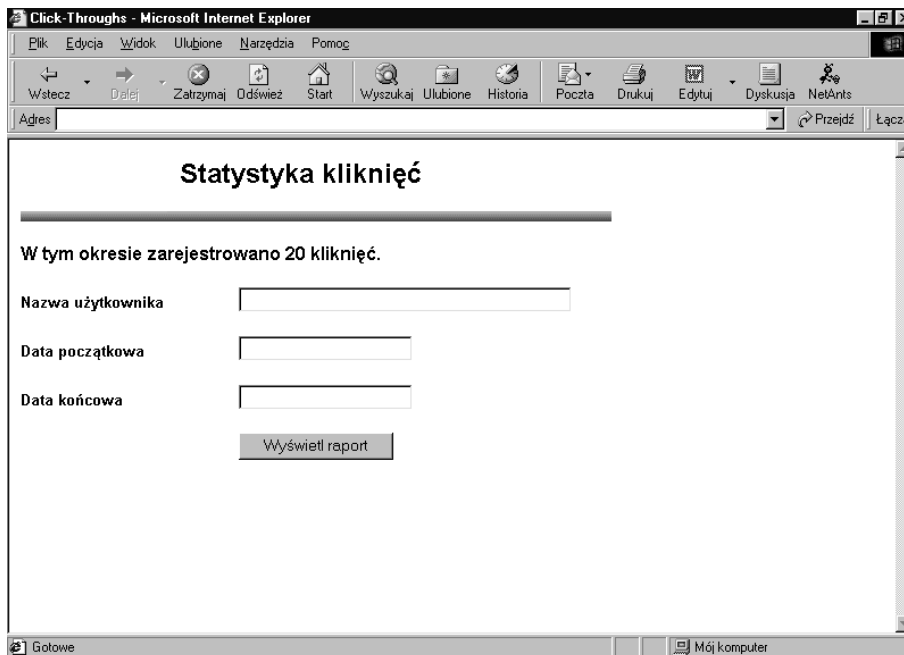 Click-Throughs - Microsoft Internet Explorer
Plik Edycja Widok Ulubione Narzędzia Pomoc
Wstecz Dalej Zatrzymaj Odśwież Start Wyszukaj Ulubione Historia Poczta Drukuj Edytuj Dyskusja NetAnts
Adres Przejdź Łącz
Statystyka kliknięć
W tym okresie zarejestrowano 20 kliknięć.
Nazwa użytkownika
Data początkowa
Data końcowa
Wyświetl raport
Gotowe Mój komputer